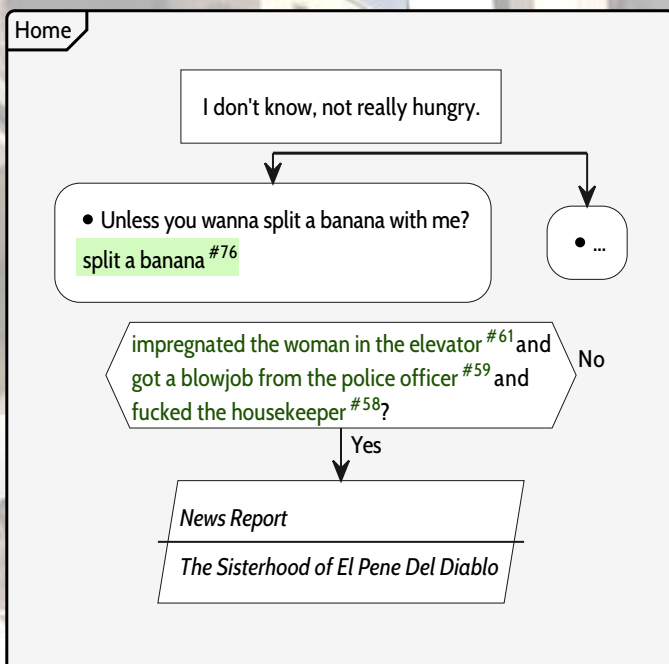 Home
I don't know, not really hungry.
● Unless you wanna split a banana with me?
split a banana #76
● ...
impregnated the woman in the elevator #61 and
got a blowjob from the police officer #59 and
fucked the housekeeper #58?
No
Yes
News Report
The Sisterhood of El Pene Del Diablo